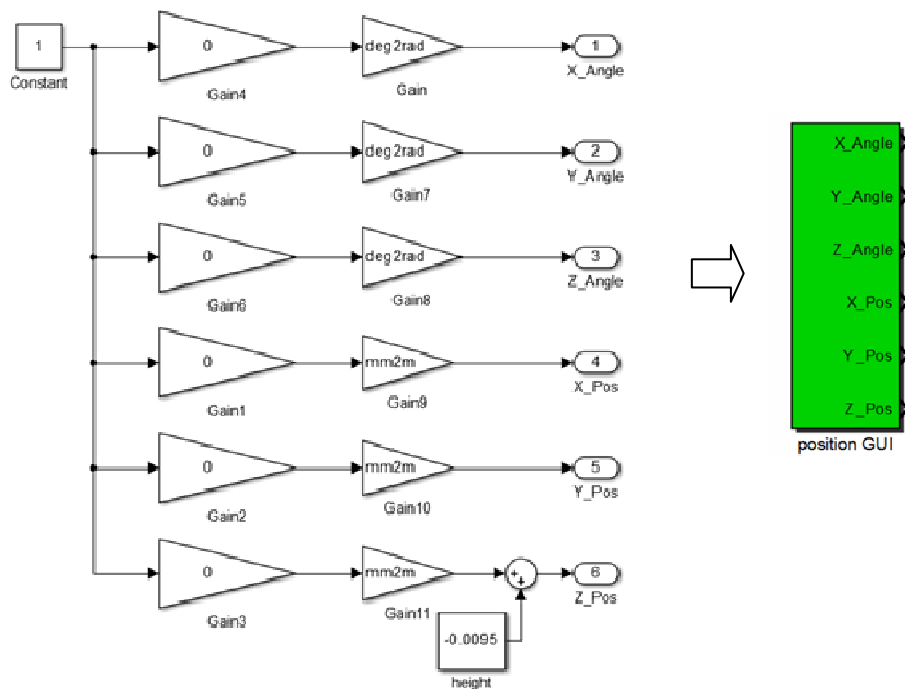 1
Constant
0
Gain4
deg2rad
Gain
1
X_Angle
0
Gain5
deg2rad
Gain7
2
Y_Angle
0
Gain6
deg2rad
Gain8
3
Z_Angle
0
Gain1
mm2m
Gain9
4
X_Pos
0
Gain2
mm2m
Gain10
5
Y_Pos
0
Gain3
mm2m
Gain11
+
+
-0.0095
height
6
Z_Pos
X_Angle
Y_Angle
Z_Angle
X_Pos
Y_Pos
Z_Pos
position GUI